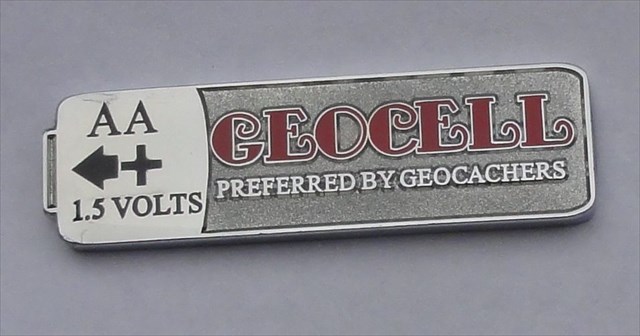 AA
+
1.5 VOLTS
GEOCELL
PREFERRED BY GEOCACHERS